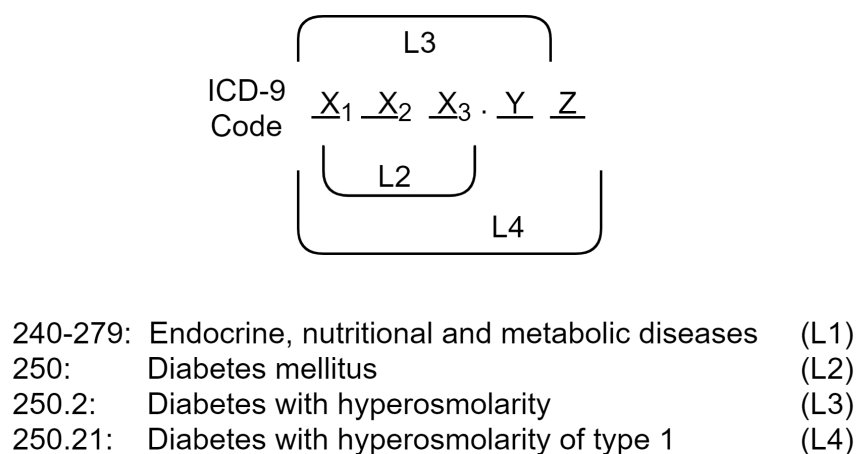 L3
ICD-9
Code
X1 X2 X3 . Y Z
L2
L4
240-279: Endocrine, nutritional and metabolic diseases (L1)
250: Diabetes mellitus (L2)
250.2: Diabetes with hyperosmolarity (L3)
250.21: Diabetes with hyperosmolarity of type 1 (L4)